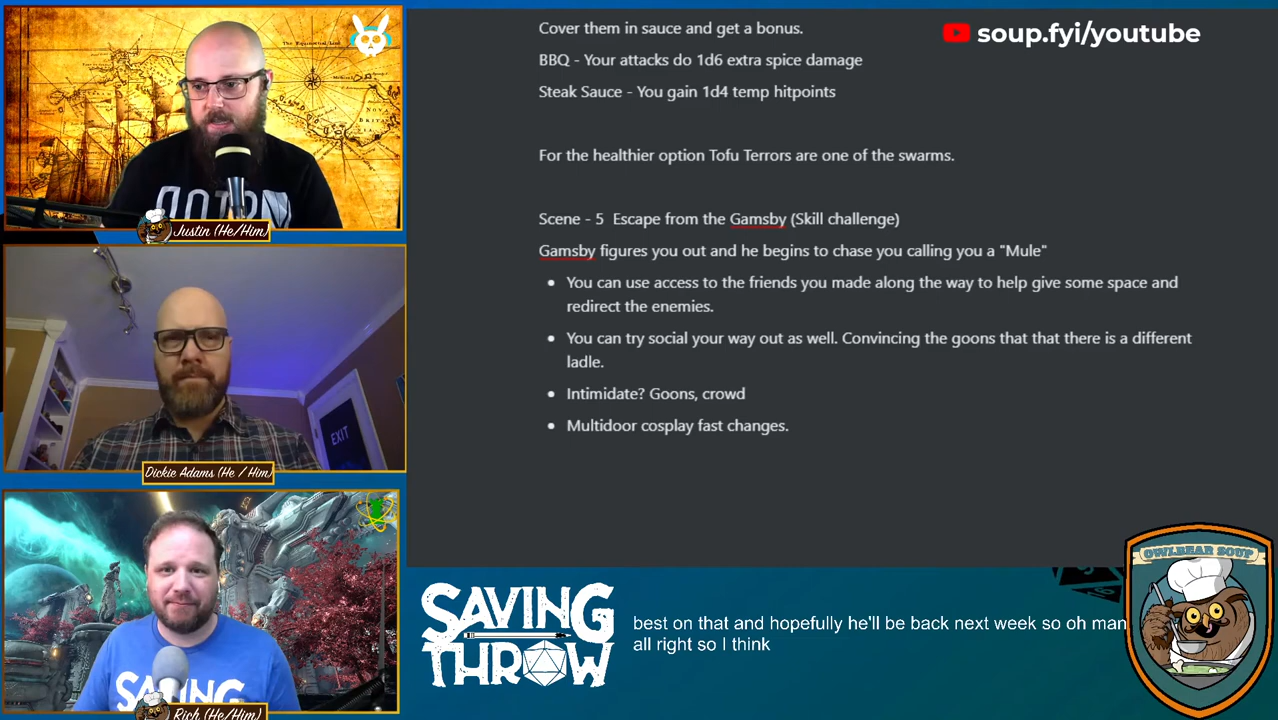 Cover them in sauce and get a bonus.
BBQ - Your attacks do 1d6 extra spice damage
Steak Sauce - You gain 1d4 temp hitpoints
For the healthier option Tofu Terrors are one of the swarms.
Scene - 5 Escape from the Gamsby (Skill challenge)
Gamsby figures you out and he begins to chase you calling you a "Mule"
• You can use access to the friends you made along the way to help give some space and
redirect the enemies.
• You can try social your way out as well. Convincing the goons that that there is a different
ladle.
• Intimidate? Goons, crowd
• Multidoor cosplay fast changes.
soup.fyi/youtube
Justin (He/Him)
EXIT
Dickie Adams (He / Him)
SAVING
Rich (He/Him)
SAVING
THROW
best on that and hopefully he'll be back next week so oh man
all right so I think
OWLBEAR SOUP